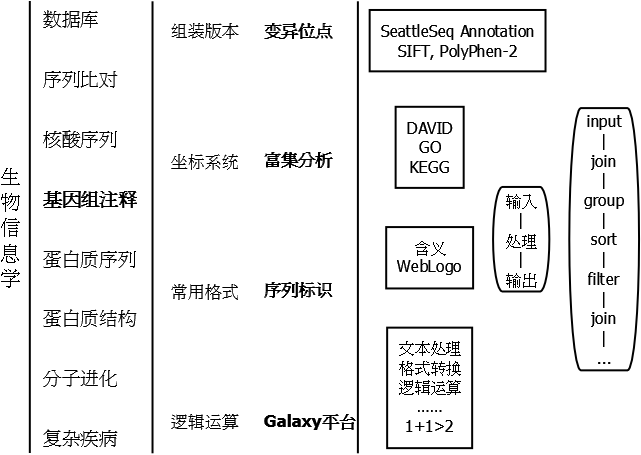 生物信息学
数据库
序列比对
核酸序列
基因组注释
蛋白质序列
蛋白质结构
分子进化
复杂疾病
组装版本
坐标系统
常用格式
逻辑运算
变异位点
富集分析
序列标识
Galaxy平台
SeattleSeq Annotation
SIFT, PolyPhen-2
DAVID
GO
KEGG
含义
WebLogo
文本处理
格式转换
逻辑运算
......
1+1>2
输入
处理
输出
input
join
group
sort
filter
join
...